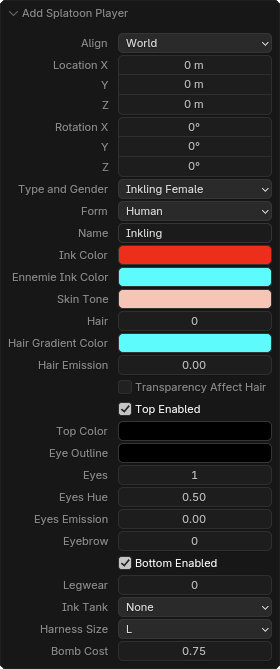 Add Splatoon Player
Align World
Location X 0 m
Y 0 m
Z 0 m
Rotation X 0°
Y 0°
Z 0°
Type and Gender Inkling Female
Form Human
Name Inkling
Ink Color
Ennemie Ink Color
Skin Tone
Hair 0
Hair Gradient Color
Hair Emission 0.00
Transparency Affect Hair
Top Enabled
Top Color
Eye Outline
Eyes 1
Eyes Hue 0.50
Eyes Emission 0.00
Eyebrow 0
Bottom Enabled
Legwear 0
Ink Tank None
Harness Size L
Bomb Cost 0.75